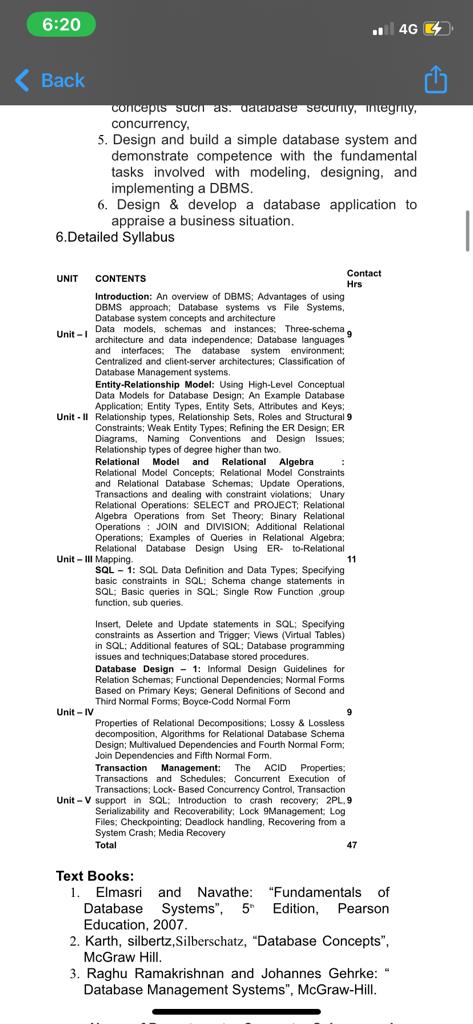 6:20
4G
Back
concepts such as: database security, integrity,
concurrency,
5. Design and build a simple database system and
demonstrate competence with the fundamental
tasks involved with modeling, designing, and
implementing a DBMS.
6. Design & develop a database application to
appraise a business situation.
6.Detailed Syllabus
UNIT CONTENTS Contact
Hrs
Introduction: An overview of DBMS; Advantages of using
DBMS approach; Database systems vs File Systems,
Database system concepts and architecture
Unit – I Data models, schemas and instances; Three-schema 9
architecture and data independence; Database languages
and interfaces; The database system environment;
Centralized and client-server architectures; Classification of
Database Management systems.
Entity-Relationship Model: Using High-Level Conceptual
Data Models for Database Design; An Example Database
Application; Entity Types, Entity Sets, Attributes and Keys;
Unit - II Relationship types, Relationship Sets, Roles and Structural 9
Constraints; Weak Entity Types; Refining the ER Design; ER
Diagrams, Naming Conventions and Design Issues;
Relationship types of degree higher than two.
Relational Model and Relational Algebra :
Relational Model Concepts; Relational Model Constraints
and Relational Database Schemas; Update Operations,
Transactions and dealing with constraint violations; Unary
Relational Operations: SELECT and PROJECT; Relational
Algebra Operations from Set Theory; Binary Relational
Operations : JOIN and DIVISION; Additional Relational
Operations; Examples of Queries in Relational Algebra;
Relational Database Design Using ER- to-Relational
Unit – III Mapping. 11
SQL – 1: SQL Data Definition and Data Types; Specifying
basic constraints in SQL; Schema change statements in
SQL; Basic queries in SQL; Single Row Function ,group
function, sub queries.
Insert, Delete and Update statements in SQL; Specifying
constraints as Assertion and Trigger; Views (Virtual Tables)
in SQL; Additional features of SQL; Database programming
issues and techniques;Database stored procedures.
Database Design – 1: Informal Design Guidelines for
Relation Schemas; Functional Dependencies; Normal Forms
Based on Primary Keys; General Definitions of Second and
Third Normal Forms; Boyce-Codd Normal Form
Unit – IV 9
Properties of Relational Decompositions; Lossy & Lossless
decomposition, Algorithms for Relational Database Schema
Design; Multivalued Dependencies and Fourth Normal Form;
Join Dependencies and Fifth Normal Form.
Transaction Management: The ACID Properties;
Transactions and Schedules; Concurrent Execution of
Transactions; Lock- Based Concurrency Control, Transaction
Unit – V support in SQL; Introduction to crash recovery; 2PL, 9
Serializability and Recoverability; Lock 9Management; Log
Files; Checkpointing; Deadlock handling, Recovering from a
System Crash; Media Recovery
Total 47
Text Books:
1. Elmasri and Navathe: “Fundamentals of
Database Systems”, 5th Edition, Pearson
Education, 2007.
2. Karth, silbertz,Silberschatz, “Database Concepts”,
McGraw Hill.
3. Raghu Ramakrishnan and Johannes Gehrke: “
Database Management Systems”, McGraw-Hill.